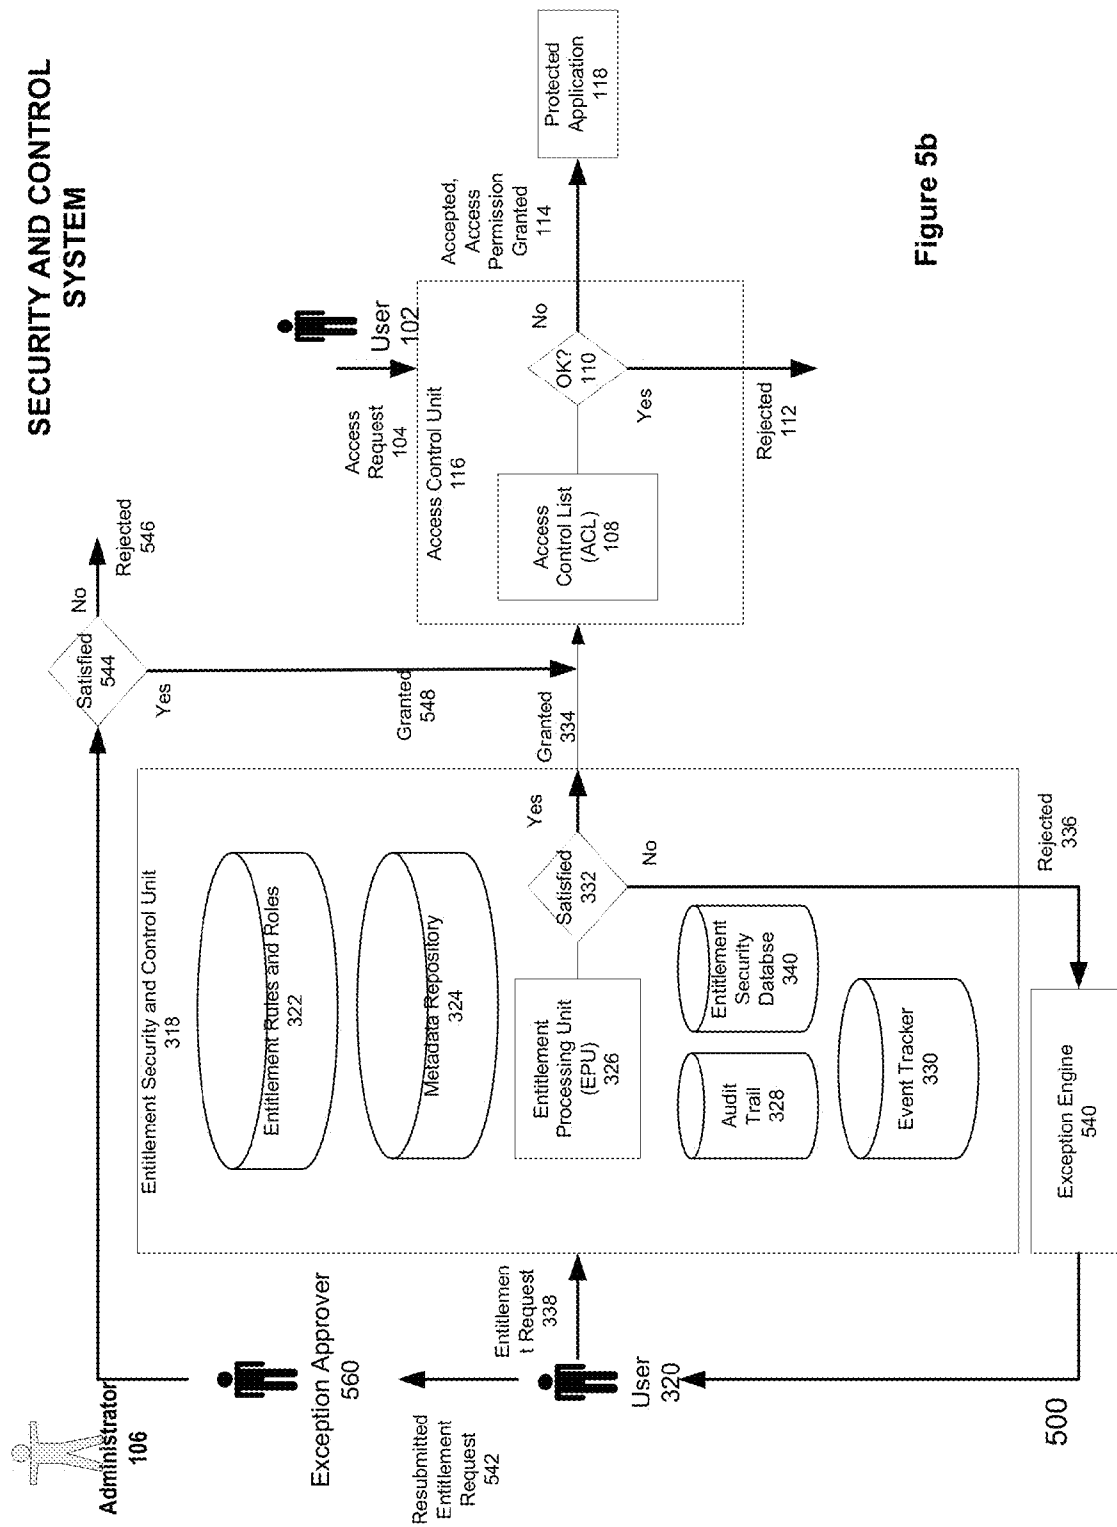 SECURITY AND CONTROL
SYSTEM
Administrator
106
Exception Approver
560
Resubmitted
Entitlement
Request
542
User
320
Entitlemen
t Request
338
500
Entitlement Security and Control Unit
318
Entitlement Rules and Roles
322
Metadata Repository
324
Entitlement
Processing Unit
(EPU)
326
Satisfied
332
Yes
No
Audit
Trail
328
Entitlement
Security
Databse
340
Event Tracker
330
Exception Engine
540
Rejected
336
Granted
334
Satisfied
544
No
Rejected
546
Yes
Granted
548
Access
Request
104
User
102
Access Control Unit
116
Access
Control List
(ACL)
108
OK?
110
No
Yes
Rejected
112
Accepted,
Access
Permission
Granted
114
Protected
Application
118
Figure 5b